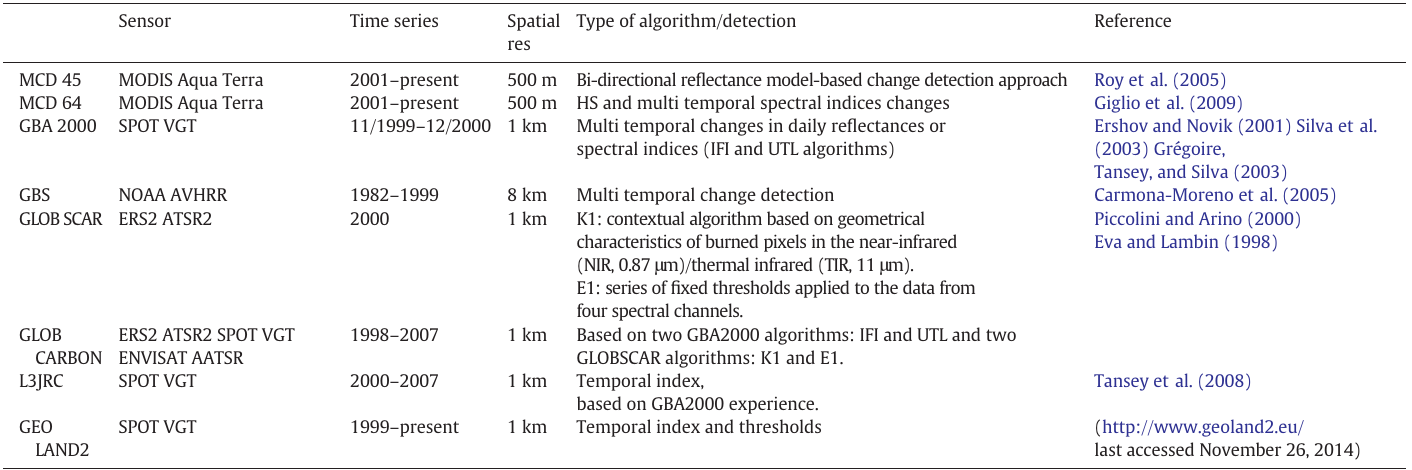 Sensor Time series Spatial res Type of algorithm/detection Reference
MCD 45 MODIS Aqua Terra 2001–present 500 m Bi-directional reflectance model-based change detection approach Roy et al. (2005)
MCD 64 MODIS Aqua Terra 2001–present 500 m HS and multi temporal spectral indices changes Giglio et al. (2009)
GBA 2000 SPOT VGT 11/1999–12/2000 1 km Multi temporal changes in daily reflectances or Ershov and Novik (2001) Silva et al.
spectral indices (IFI and UTL algorithms) (2003) Grégoire,
Tansey, and Silva (2003)
GBS NOAA AVHRR 1982–1999 8 km Multi temporal change detection Carmona-Moreno et al. (2005)
GLOB SCAR ERS2 ATSR2 2000 1 km K1: contextual algorithm based on geometrical Piccolini and Arino (2000)
characteristics of burned pixels in the near-infrared Eva and Lambin (1998)
(NIR, 0.87 μm)/thermal infrared (TIR, 11 μm).
E1: series of fixed thresholds applied to the data from
four spectral channels.
GLOB ERS2 ATSR2 SPOT VGT 1998–2007 1 km Based on two GBA2000 algorithms: IFI and UTL and two
CARBON ENVISAT AATSR GLOBSCAR algorithms: K1 and E1.
L3JRC SPOT VGT 2000–2007 1 km Temporal index, Tansey et al. (2008)
based on GBA2000 experience.
GEO SPOT VGT 1999–present 1 km Temporal index and thresholds (http://www.geoland2.eu/
LAND2 last accessed November 26, 2014)